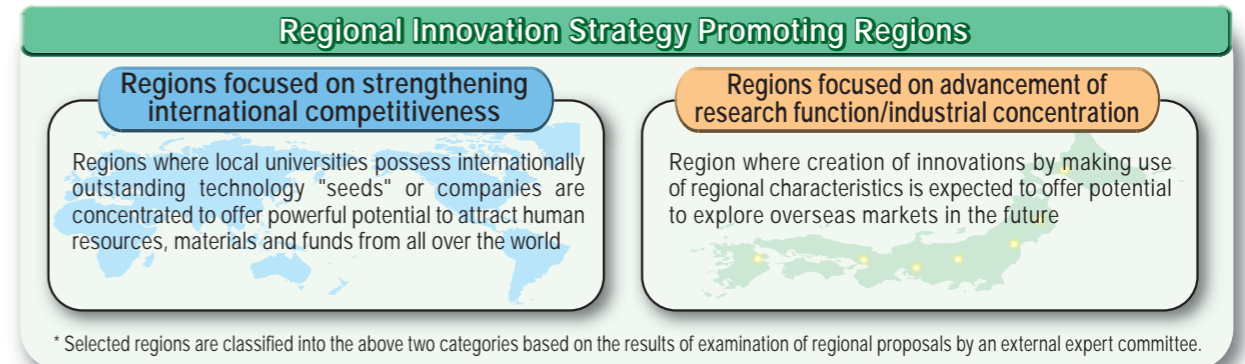 Regional Innovation Strategy Promoting Regions
Regions focused on strengthening
international competitiveness
Regions where local universities possess internationally
outstanding technology "seeds" or companies are
concentrated to offer powerful potential to attract human
resources, materials and funds from all over the world
Regions focused on advancement of
research function/industrial concentration
Region where creation of innovations by making use
of regional characteristics is expected to offer potential
to explore overseas markets in the future
* Selected regions are classified into the above two categories based on the results of examination of regional proposals by an external expert committee.